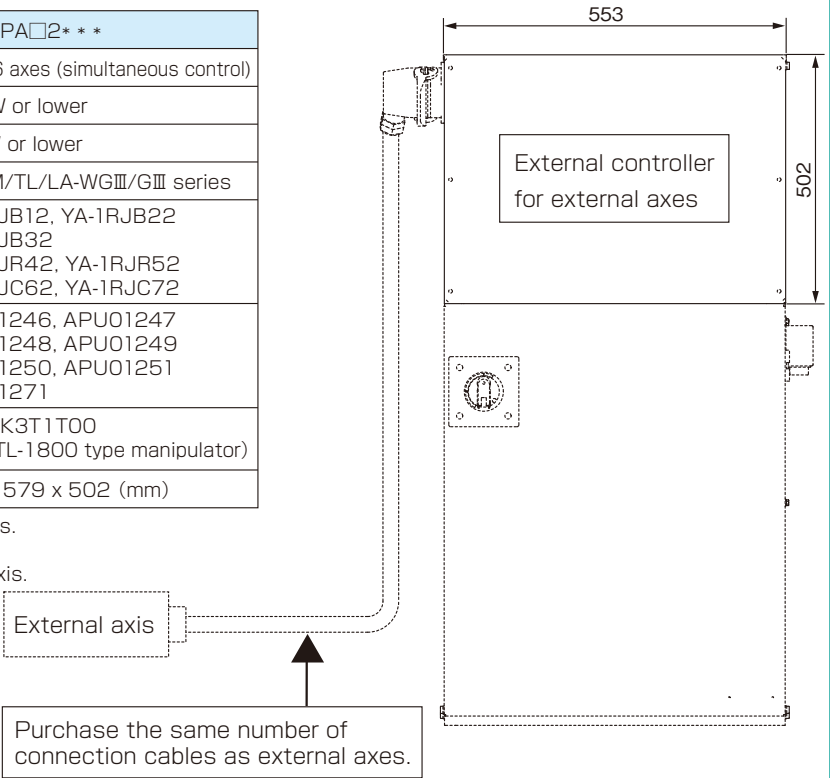 PA□2***
6 axes (simultaneous control)
W or lower
or lower
M/TL/LA-WGⅢ/GⅢ series
JB12, YA-1RJB22
JB32
JR42, YA-1RJR52
JC62, YA-1RJC72
1246, APU01247
1248, APU01249
1250, APU01251
1271
K3T1T00
TL-1800 type manipulator)
579 x 502 (mm)
s.
xis.
553
502
External controller
for external axes
External axis
Purchase the same number of
connection cables as external axes.